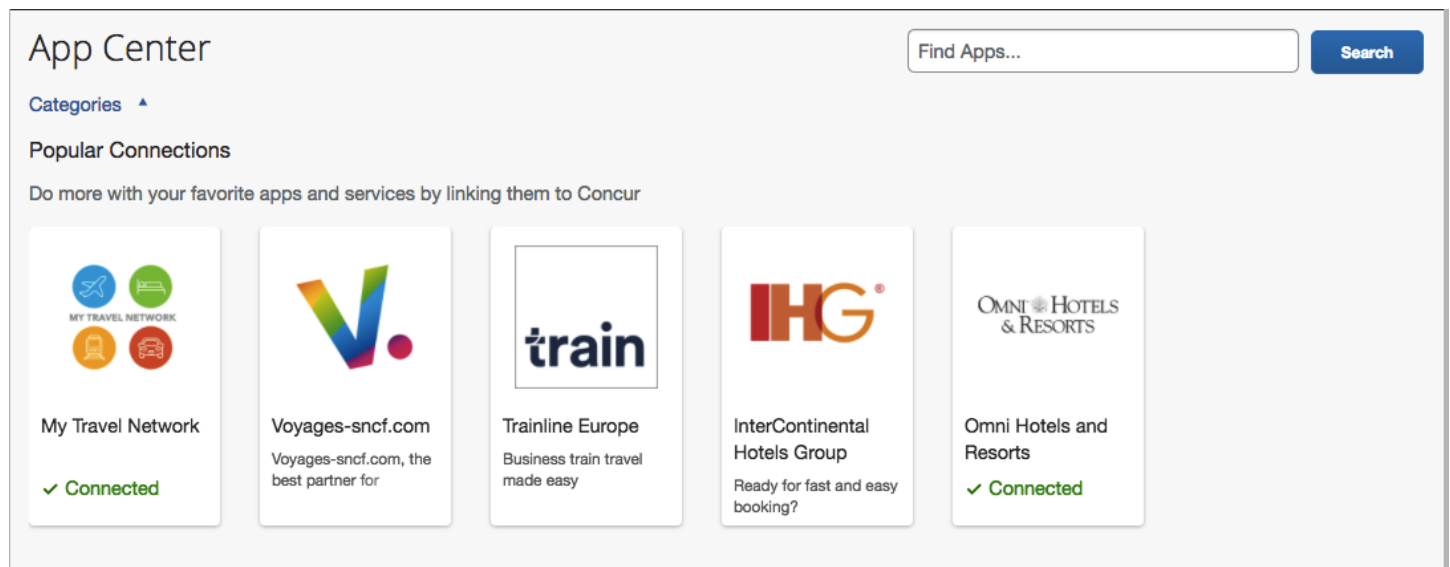 App Center
Find Apps...
Search
Categories
Popular Connections
Do more with your favorite apps and services by linking them to Concur
MY TRAVEL NETWORK
My Travel Network
Connected
V.
Voyages-sncf.com
Voyages-sncf.com, the
best partner for
train
Trainline Europe
Business train travel
made easy
IHG®
InterContinental
Hotels Group
Ready for fast and easy
booking?
OMNI HOTELS
& RESORTS
Omni Hotels and
Resorts
Connected